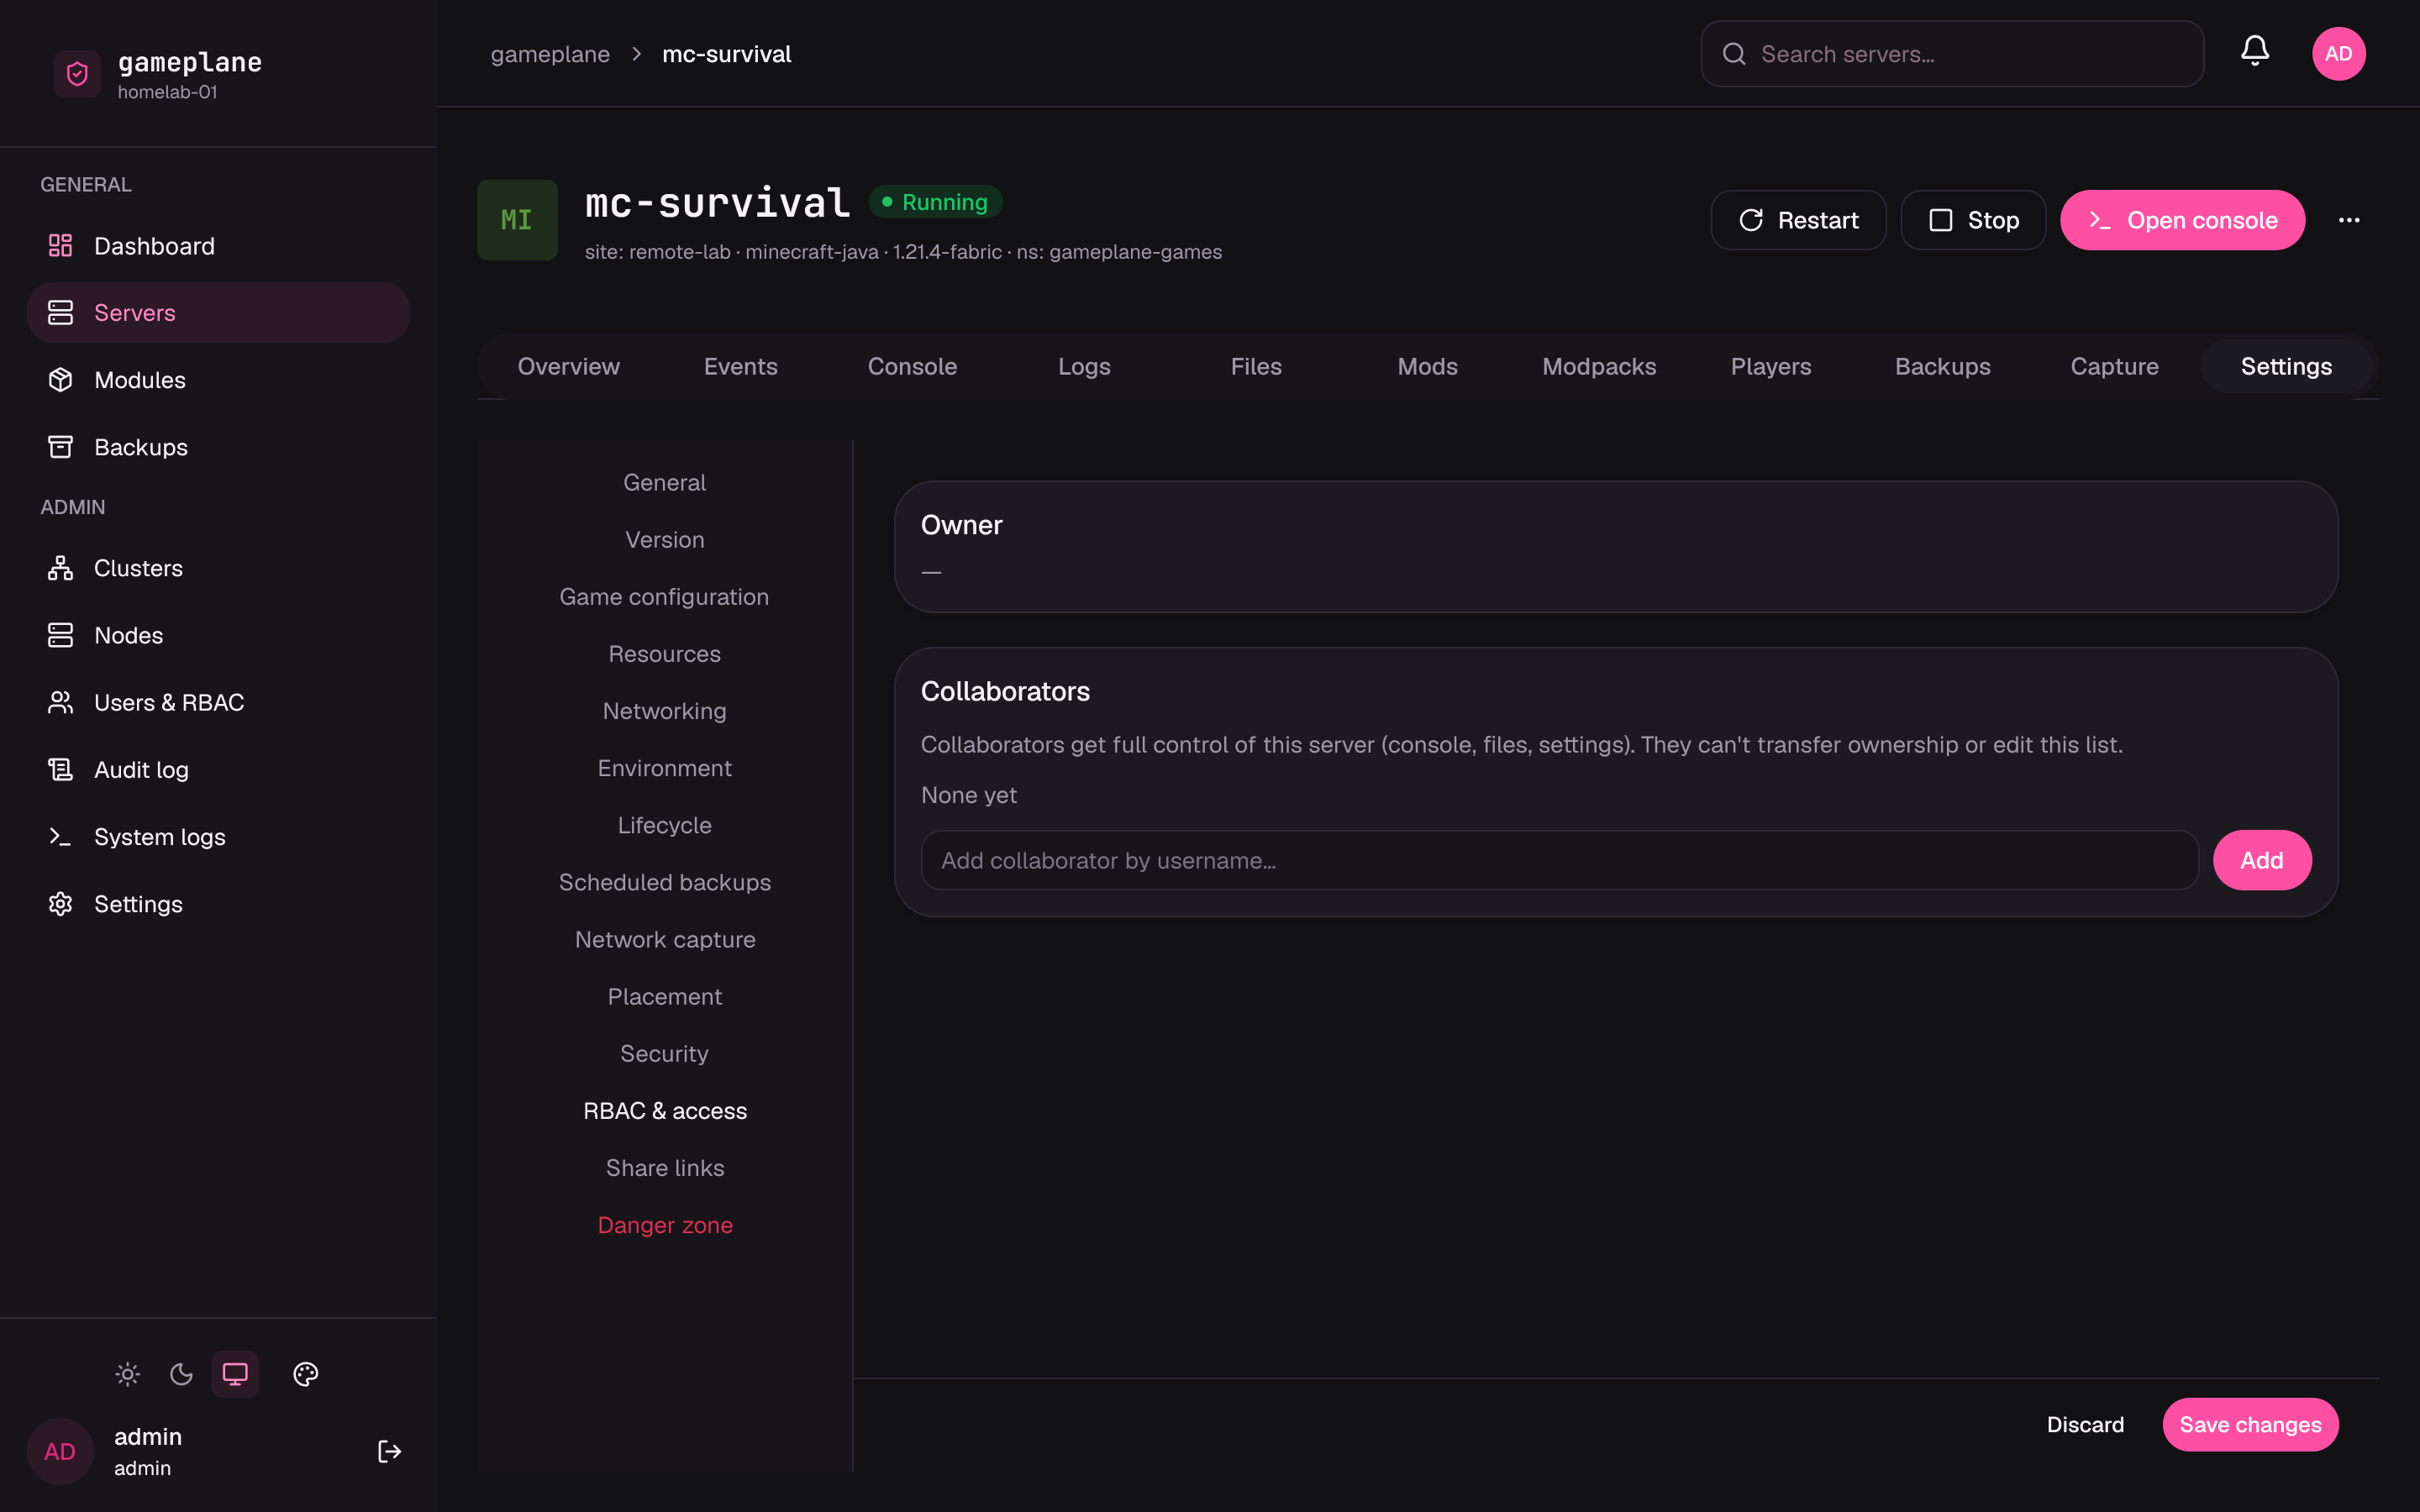 gameplane
homelab-01
GENERAL
Dashboard
Servers
Modules
Backups
ADMIN
Clusters
Nodes
Users & RBAC
Audit log
System logs
Settings
AD
admin
admin
gameplane
mc-survival
Search servers...
AD
MI
mc-survival
Running
site: remote-lab · minecraft-java · 1.21.4-fabric · ns: gameplane-games
Restart
Stop
Open console
Overview
Events
Console
Logs
Files
Mods
Modpacks
Players
Backups
Capture
Settings
General
Version
Game configuration
Resources
Networking
Environment
Lifecycle
Scheduled backups
Network capture
Placement
Security
RBAC & access
Share links
Danger zone
Owner
—
Collaborators
Collaborators get full control of this server (console, files, settings). They can't transfer ownership or edit this list.
None yet
Add collaborator by username...
Add
Discard
Save changes